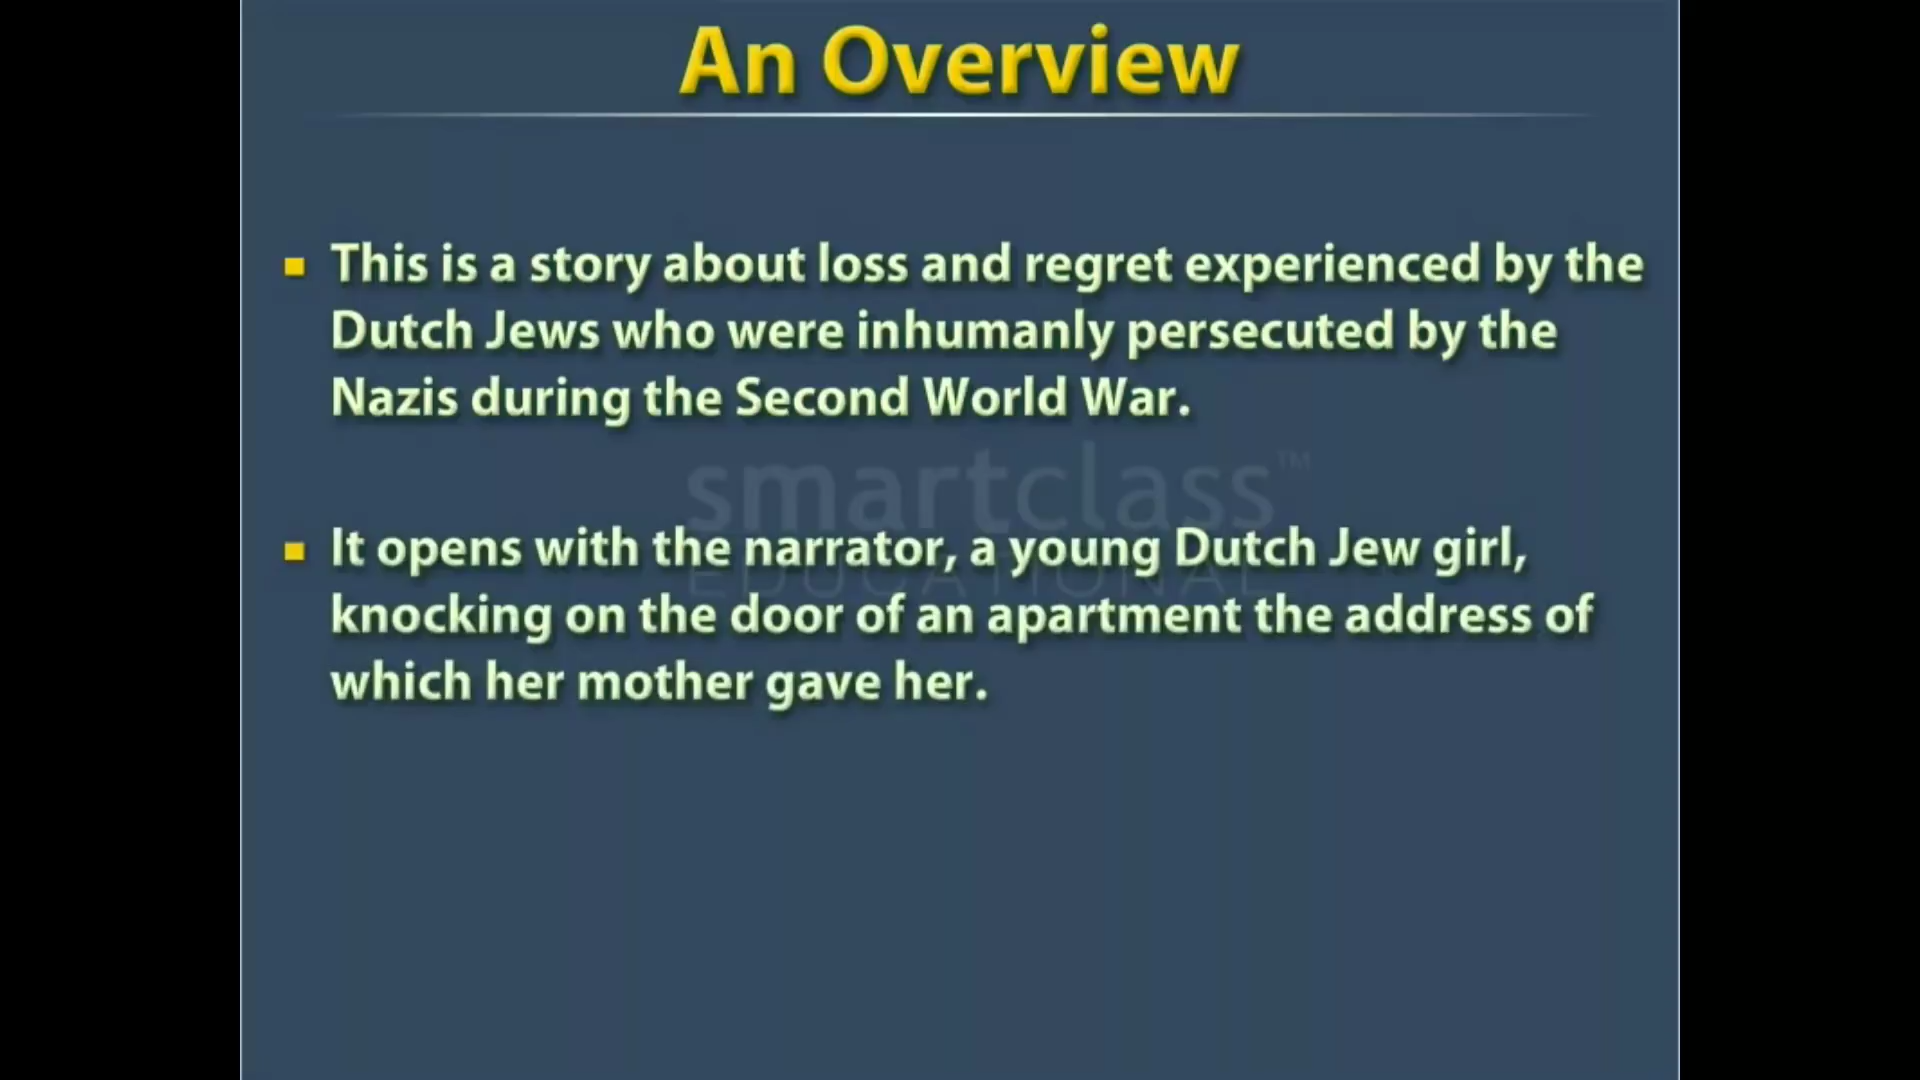 An Overview
▪ This is a story about loss and regret experienced by the
Dutch Jews who were inhumanly persecuted by the
Nazis during the Second World War.
smartclass™
▪ It opens with the narrator, a young Dutch Jew girl,
EDUCATIONAL
knocking on the door of an apartment the address of
which her mother gave her.